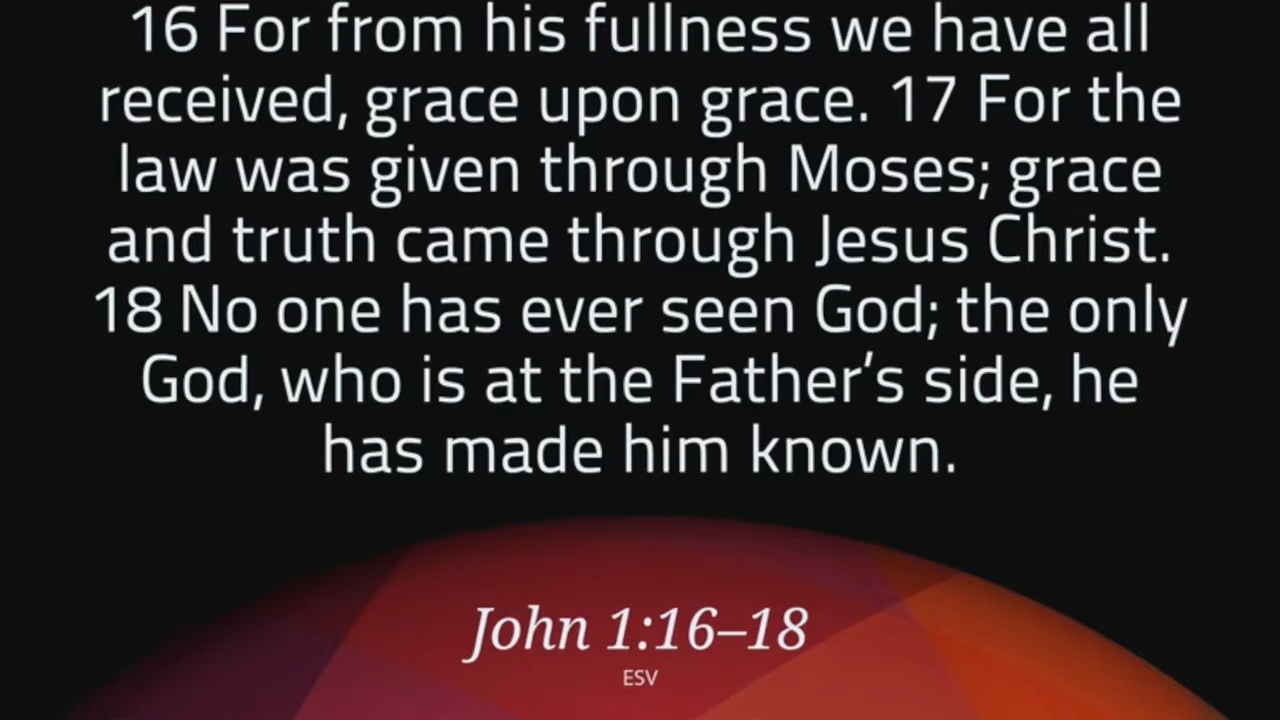 16 For from his fullness we have all
received, grace upon grace. 17 For the
law was given through Moses; grace
and truth came through Jesus Christ.
18 No one has ever seen God; the only
God, who is at the Father’s side, he
has made him known.
John 1:16–18
ESV